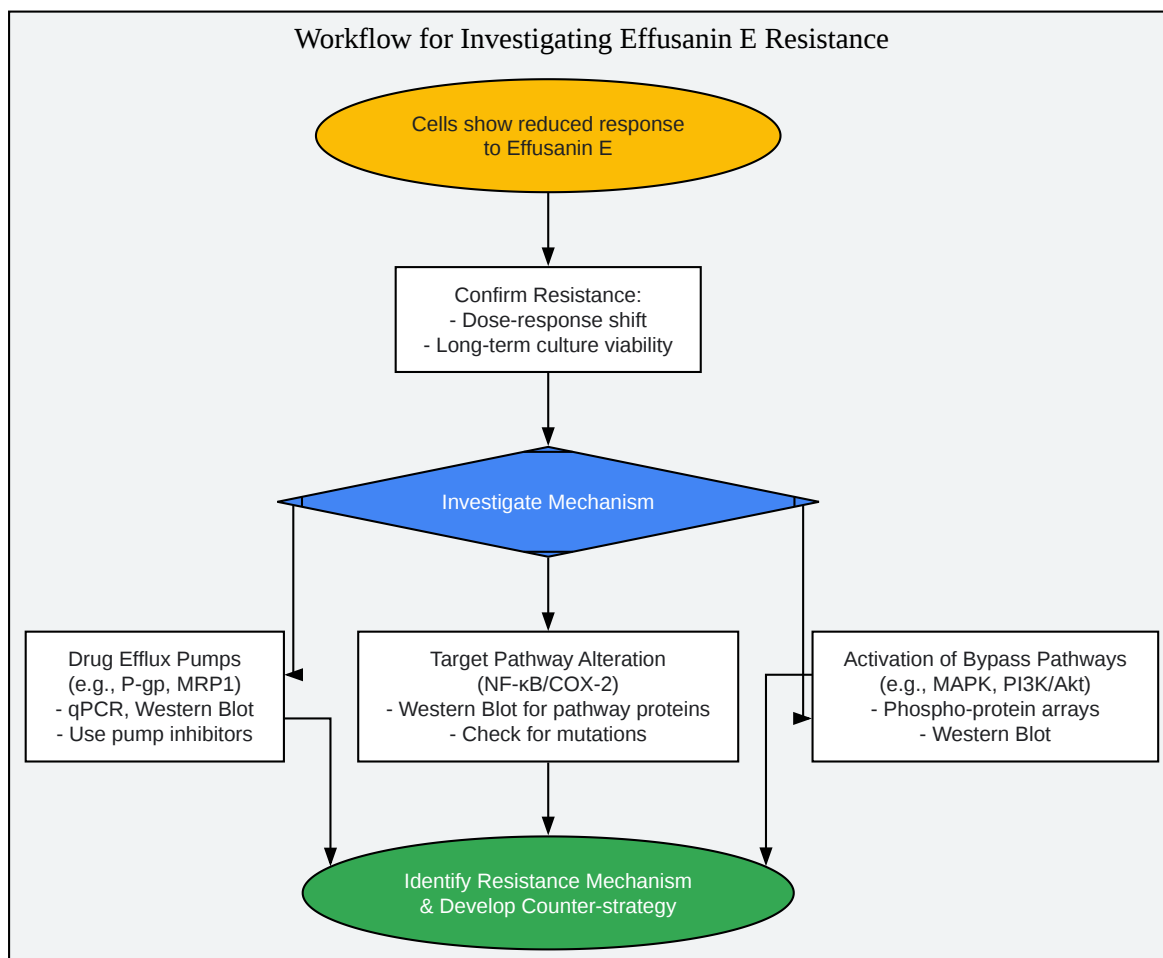 Workflow for Investigating Effusanin E Resistance
Cells show reduced response
to Effusanin E
Confirm Resistance:
- Dose-response shift
- Long-term culture viability
Investigate Mechanism
Drug Efflux Pumps
(e.g., P-gp, MRP1)
- qPCR, Western Blot
- Use pump inhibitors
Target Pathway Alteration
(NF-κB/COX-2)
- Western Blot for pathway proteins
- Check for mutations
Activation of Bypass Pathways
(e.g., MAPK, PI3K/Akt)
- Phospho-protein arrays
- Western Blot
Identify Resistance Mechanism
& Develop Counter-strategy